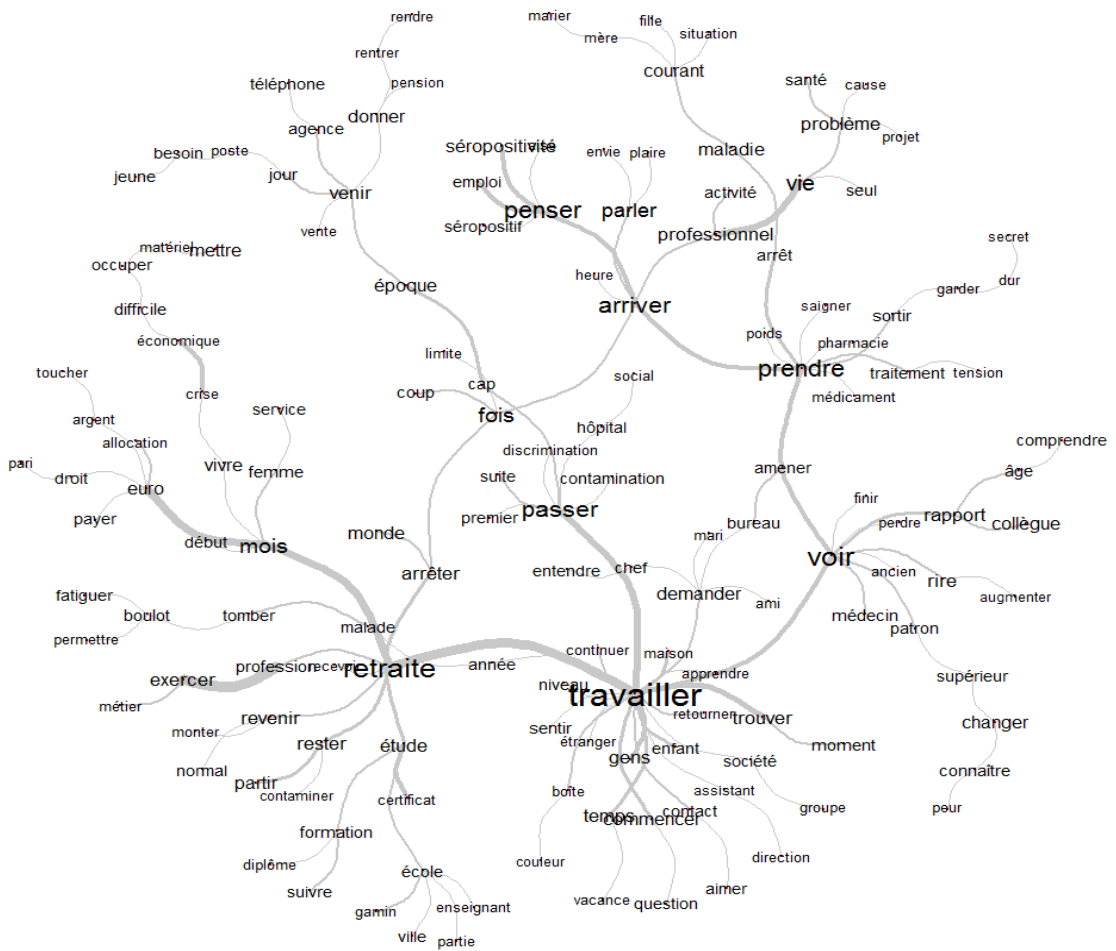 rendre
marier
fille
mère
situation
rentrer
courant
téléphone
pension
santé
cause
donner
agence
problème
projet
séropositivité
besoin
poste
envie
plaire
maladie
jeune
jour
emploi
vie
venir
activité
seul
penser
parler
vente
séropositif
professionnel
secret
matériel
mettre
arrêt
occuper
heure
dur
époque
garder
difficile
arriver
saigner
sortir
économique
poids
pharmacie
limite
prendre
toucher
social
traitement
tension
cap
crise
coup
médicament
service
fois
argent
hôpital
allocation
discrimination
comprendre
pari
vivre
femme
amener
âge
droit
suite
contamination
euro
finir
payer
premier
passer
bureau
perdre
rapport
collègue
monde
mari
début
mois
voir
entendre
chef
ancien
arrêter
rire
fatiguer
demander
augmenter
boulot
tomber
ami
médecin
malade
patron
permettre
continuer
maison
profession
recevoir
retraite
année
apprendre
supérieur
exercer
niveau
travailler
métier
revenir
retourner
trouver
monter
sentir
changer
rester
étude
étranger
enfant
moment
gens
société
normal
connaître
partir
contaminer
certificat
boîte
assistant
temps
contact
groupe
commencer
formation
direction
couleur
diplôme
école
suivre
aimer
vacance
question
gamin
enseignant
ville
partie